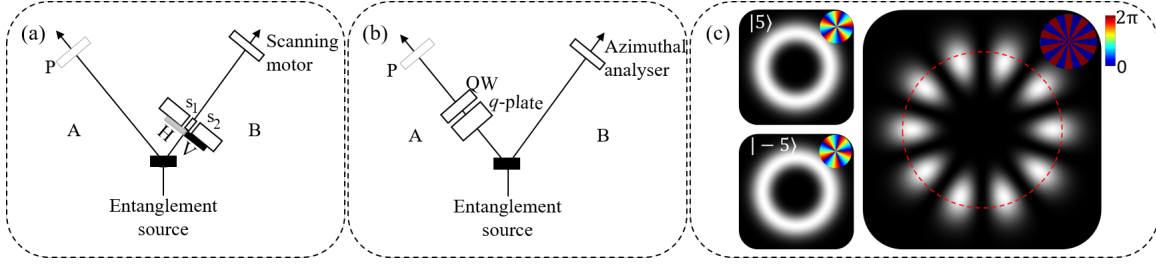 (a)
P
Scanning
motor
s1
s2
H
V
A
B
Entanglement
source
(b)
P
QW
q-plate
Azimuthal
analyser
A
B
Entanglement
source
(c)
|5⟩
|−5⟩
2π
0